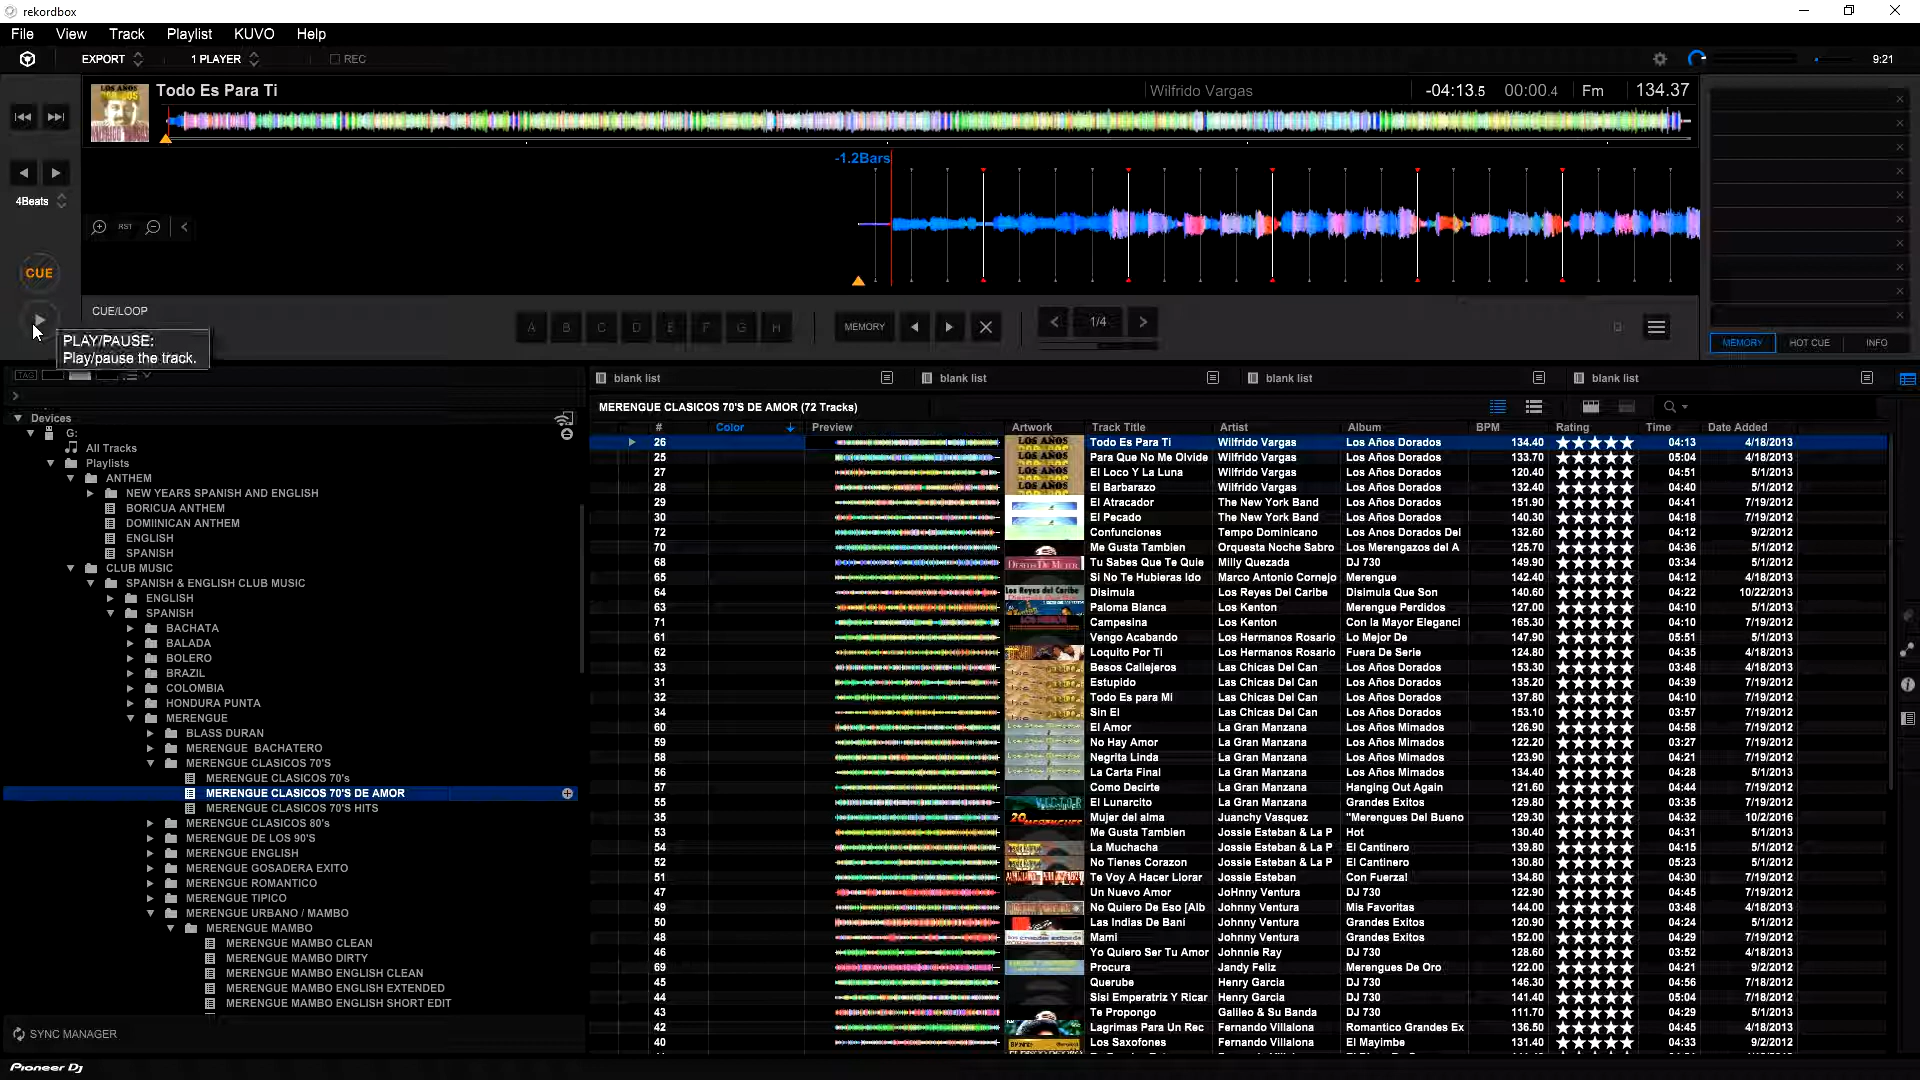 rekordbox
File View Track Playlist KUVO Help
EXPORT 1 PLAYER REC 9:21
LOS AÑOS
Todo Es Para Ti Wilfrido Vargas -04:13.5 00:00.4 Fm 134.37
-1.2Bars
4Beats
RST
CUE
CUE/LOOP
A B C D E F G H MEMORY 1/4
PLAY/PAUSE:
Play/pause the track.
MEMORY HOT CUE INFO
TAG
blank list blank list blank list blank list
MERENGUE CLASICOS 70'S DE AMOR (72 Tracks)
Devices
G:
All Tracks
Playlists
ANTHEM
NEW YEARS SPANISH AND ENGLISH
BORICUA ANTHEM
DOMIINICAN ANTHEM
ENGLISH
SPANISH
CLUB MUSIC
SPANISH & ENGLISH CLUB MUSIC
ENGLISH
SPANISH
BACHATA
BALADA
BOLERO
BRAZIL
COLOMBIA
HONDURA PUNTA
MERENGUE
BLASS DURAN
MERENGUE BACHATERO
MERENGUE CLASICOS 70'S
MERENGUE CLASICOS 70's
MERENGUE CLASICOS 70'S DE AMOR
MERENGUE CLASICOS 70'S HITS
MERENGUE CLASICOS 80's
MERENGUE DE LOS 90'S
MERENGUE ENGLISH
MERENGUE GOSADERA EXITO
MERENGUE ROMANTICO
MERENGUE TIPICO
MERENGUE URBANO / MAMBO
MERENGUE MAMBO
MERENGUE MAMBO CLEAN
MERENGUE MAMBO DIRTY
MERENGUE MAMBO ENGLISH CLEAN
MERENGUE MAMBO ENGLISH EXTENDED
MERENGUE MAMBO ENGLISH SHORT EDIT
SYNC MANAGER
Pioneer Dj
# Color Preview Artwork Track Title Artist Album BPM Rating Time Date Added
26 Todo Es Para Ti Wilfrido Vargas Los Años Dorados 134.40 04:13 4/18/2013
25 Para Que No Me Olvide Wilfrido Vargas Los Años Dorados 133.70 05:04 4/18/2013
27 El Loco Y La Luna Wilfrido Vargas Los Años Dorados 120.40 04:51 5/1/2013
28 El Barbarazo Wilfrido Vargas Los Años Dorados 132.40 04:40 5/1/2012
29 El Atracador The New York Band Los Años Dorados 151.90 04:41 7/19/2012
30 El Pecado The New York Band Los Años Dorados 140.30 04:18 7/19/2012
72 Confunciones Tempo Dominicano Los Años Dorados Del 132.60 04:12 9/2/2012
70 Me Gusta Tambien Orquesta Noche Sabro Los Merengazos del A 125.70 04:36 5/1/2012
68 Tu Sabes Que Te Quie Milly Quezada DJ 730 149.90 03:34 5/1/2012
65 Si No Te Hubieras Ido Marco Antonio Cornejo Merengue 142.40 04:12 4/18/2013
64 Disimula Los Reyes Del Caribe Disimula Que Son 140.60 04:22 10/22/2013
63 Paloma Blanca Los Kenton Merengue Perdidos 127.00 04:10 5/1/2013
71 Campesina Los Kenton Con la Mayor Eleganci 165.30 04:10 7/19/2012
61 Vengo Acabando Los Hermanos Rosario Lo Mejor De 147.90 05:51 5/1/2013
62 Loquito Por Ti Los Hermanos Rosario Fuera De Serie 124.80 04:35 4/18/2013
33 Besos Callejeros Las Chicas Del Can Los Años Dorados 153.30 03:48 4/18/2013
31 Estupido Las Chicas Del Can Los Años Dorados 135.20 04:39 7/19/2012
32 Todo Es para Mi Las Chicas Del Can Los Años Dorados 137.80 04:10 7/19/2012
34 Sin El Las Chicas Del Can Los Años Dorados 153.10 03:57 7/19/2012
60 El Amor La Gran Manzana Los Años Mimados 126.90 04:58 7/19/2012
59 No Hay Amor La Gran Manzana Los Años Mimados 122.20 03:27 7/19/2012
58 Negrita Linda La Gran Manzana Los Años Mimados 123.90 04:21 7/19/2012
56 La Carta Final La Gran Manzana Los Años Mimados 134.40 04:28 5/1/2013
57 Como Decirte La Gran Manzana Hanging Out Again 121.60 04:44 7/19/2012
55 El Lunarcito La Gran Manzana Grandes Exitos 129.80 03:35 7/19/2012
35 Mujer del alma Juanchy Vasquez "Merengues Del Bueno 129.30 04:32 10/2/2016
53 Me Gusta Tambien Jossie Esteban & La P Hot 130.40 04:31 5/1/2013
54 La Muchacha Jossie Esteban & La P El Cantinero 139.80 04:15 5/1/2012
52 No Tienes Corazon Jossie Esteban & La P El Cantinero 130.80 05:23 5/1/2012
51 Te Voy A Hacer Llorar Jossie Esteban Con Fuerza! 134.80 04:30 7/19/2012
47 Un Nuevo Amor JoHnny Ventura DJ 730 122.90 04:45 7/19/2012
49 No Quiero De Eso [Alb Johnny Ventura Mis Favoritas 144.00 03:48 4/18/2013
50 Las Indias De Bani Johnny Ventura Grandes Exitos 120.90 04:24 5/1/2012
48 Mami Johnny Ventura Grandes Exitos 152.00 04:29 7/19/2012
46 Yo Quiero Ser Tu Amor Johnnie Ray DJ 730 128.60 03:52 4/18/2013
69 Procura Jandy Feliz Merengues De Oro 122.00 04:21 9/2/2012
45 Querube Henry Garcia DJ 730 146.30 04:56 7/18/2012
44 Sisi Emperatriz Y Ricar Henry Garcia DJ 730 141.40 05:04 7/18/2012
43 Te Propongo Galileo & Su Banda DJ 730 111.70 04:29 5/1/2013
42 Lagrimas Para Un Rec Fernando Villalona Romantico Grandes Ex 136.50 04:45 4/18/2013
40 Los Saxofones Fernando Villalona El Mayimbe 131.40 04:33 9/2/2012